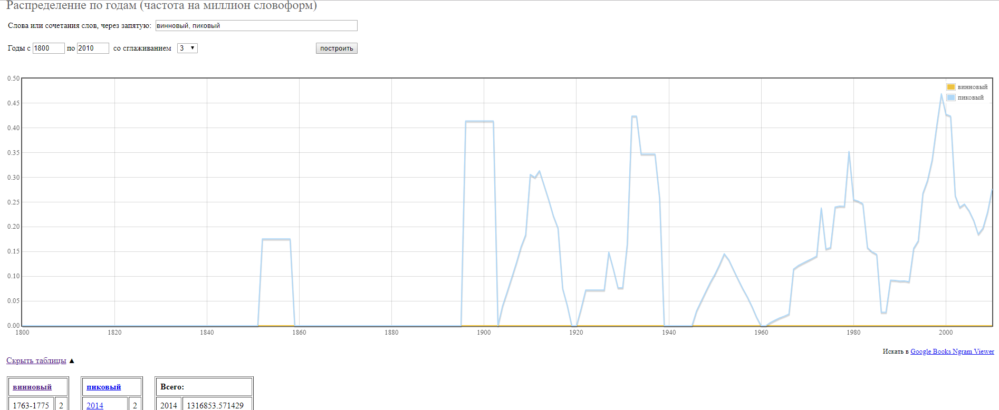 Распределение по годам (частота на миллион словоформ)
Слова или сочетания слов, через запятую: винновый, пиковый
Годы с 1800 по 2010 со сглаживанием 3 построить
0.50
винновый
пиковый
0.45
0.40
0.35
0.30
0.25
0.20
0.15
0.10
0.05
0.00
1800 1820 1840 1860 1880 1900 1920 1940 1960 1980 2000
Искать в Google Books Ngram Viewer
Скрыть таблицы ▲
винновый пиковый Всего:
1763-1775 2 2014 2 2014 1316853.571429